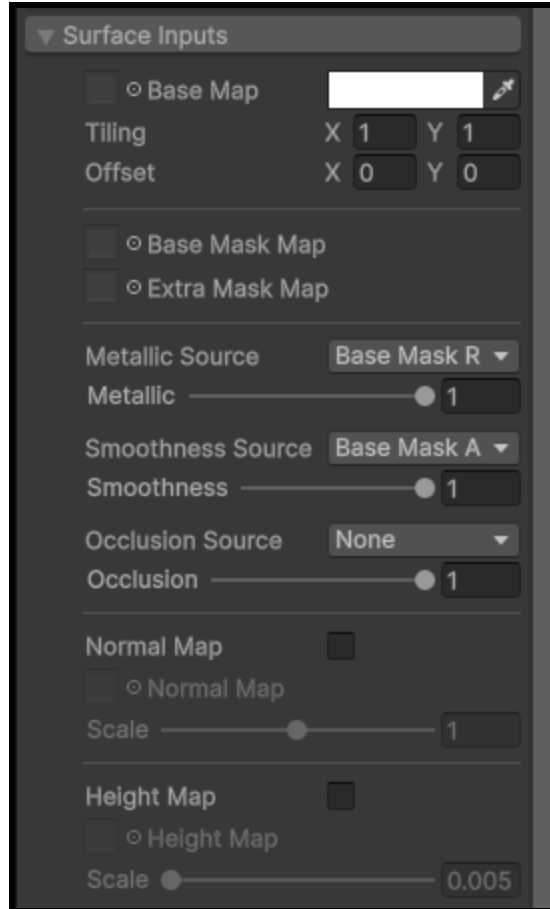 Surface Inputs
Base Map
Tiling X 1 Y 1
Offset X 0 Y 0
Base Mask Map
Extra Mask Map
Metallic Source Base Mask R
Metallic 1
Smoothness Source Base Mask A
Smoothness 1
Occlusion Source None
Occlusion 1
Normal Map
Normal Map
Scale 1
Height Map
Height Map
Scale 0.005